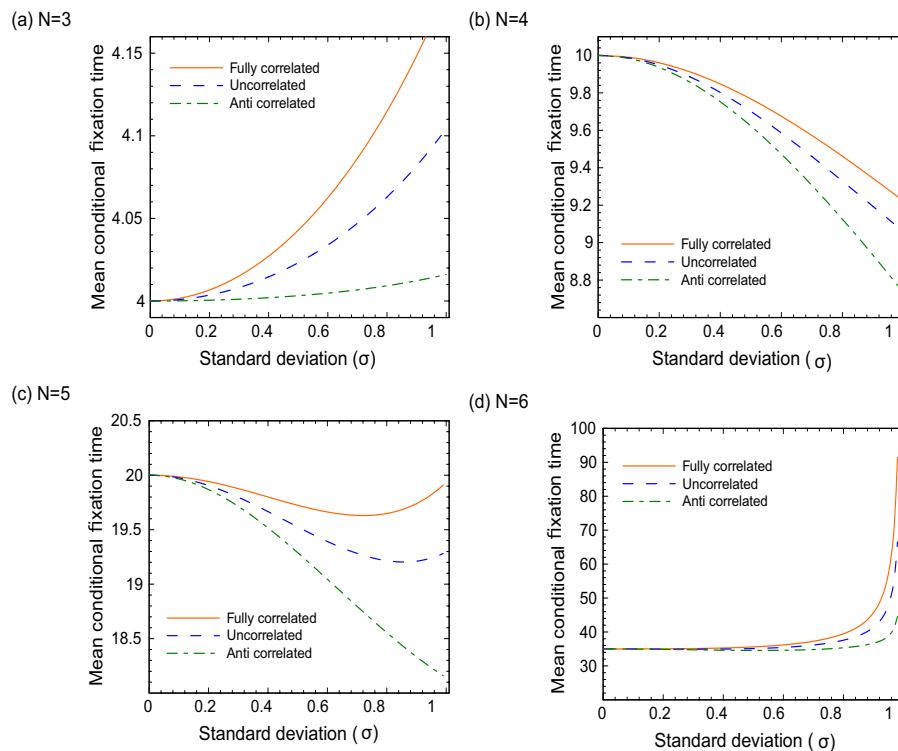 (a) N=3
4.15
4.1
4.05
4
Mean conditional fixation time
Fully correlated
Uncorrelated
Anti correlated
0 0.2 0.4 0.6 0.8 1
Standard deviation (σ)
(b) N=4
10
9.8
9.6
9.4
9.2
9
8.8
Mean conditional fixation time
Fully correlated
Uncorrelated
Anti correlated
0 0.2 0.4 0.6 0.8 1
Standard deviation ( σ)
(c) N=5
20.5
20
19.5
19
18.5
Mean conditional fixation time
Fully correlated
Uncorrelated
Anti correlated
0 0.2 0.4 0.6 0.8 1
Standard deviation ( σ)
(d) N=6
100
90
80
70
60
50
40
30
Mean conditional fixation time
Fully correlated
Uncorrelated
Anti correlated
0 0.2 0.4 0.6 0.8 1
Standard deviation ( σ)